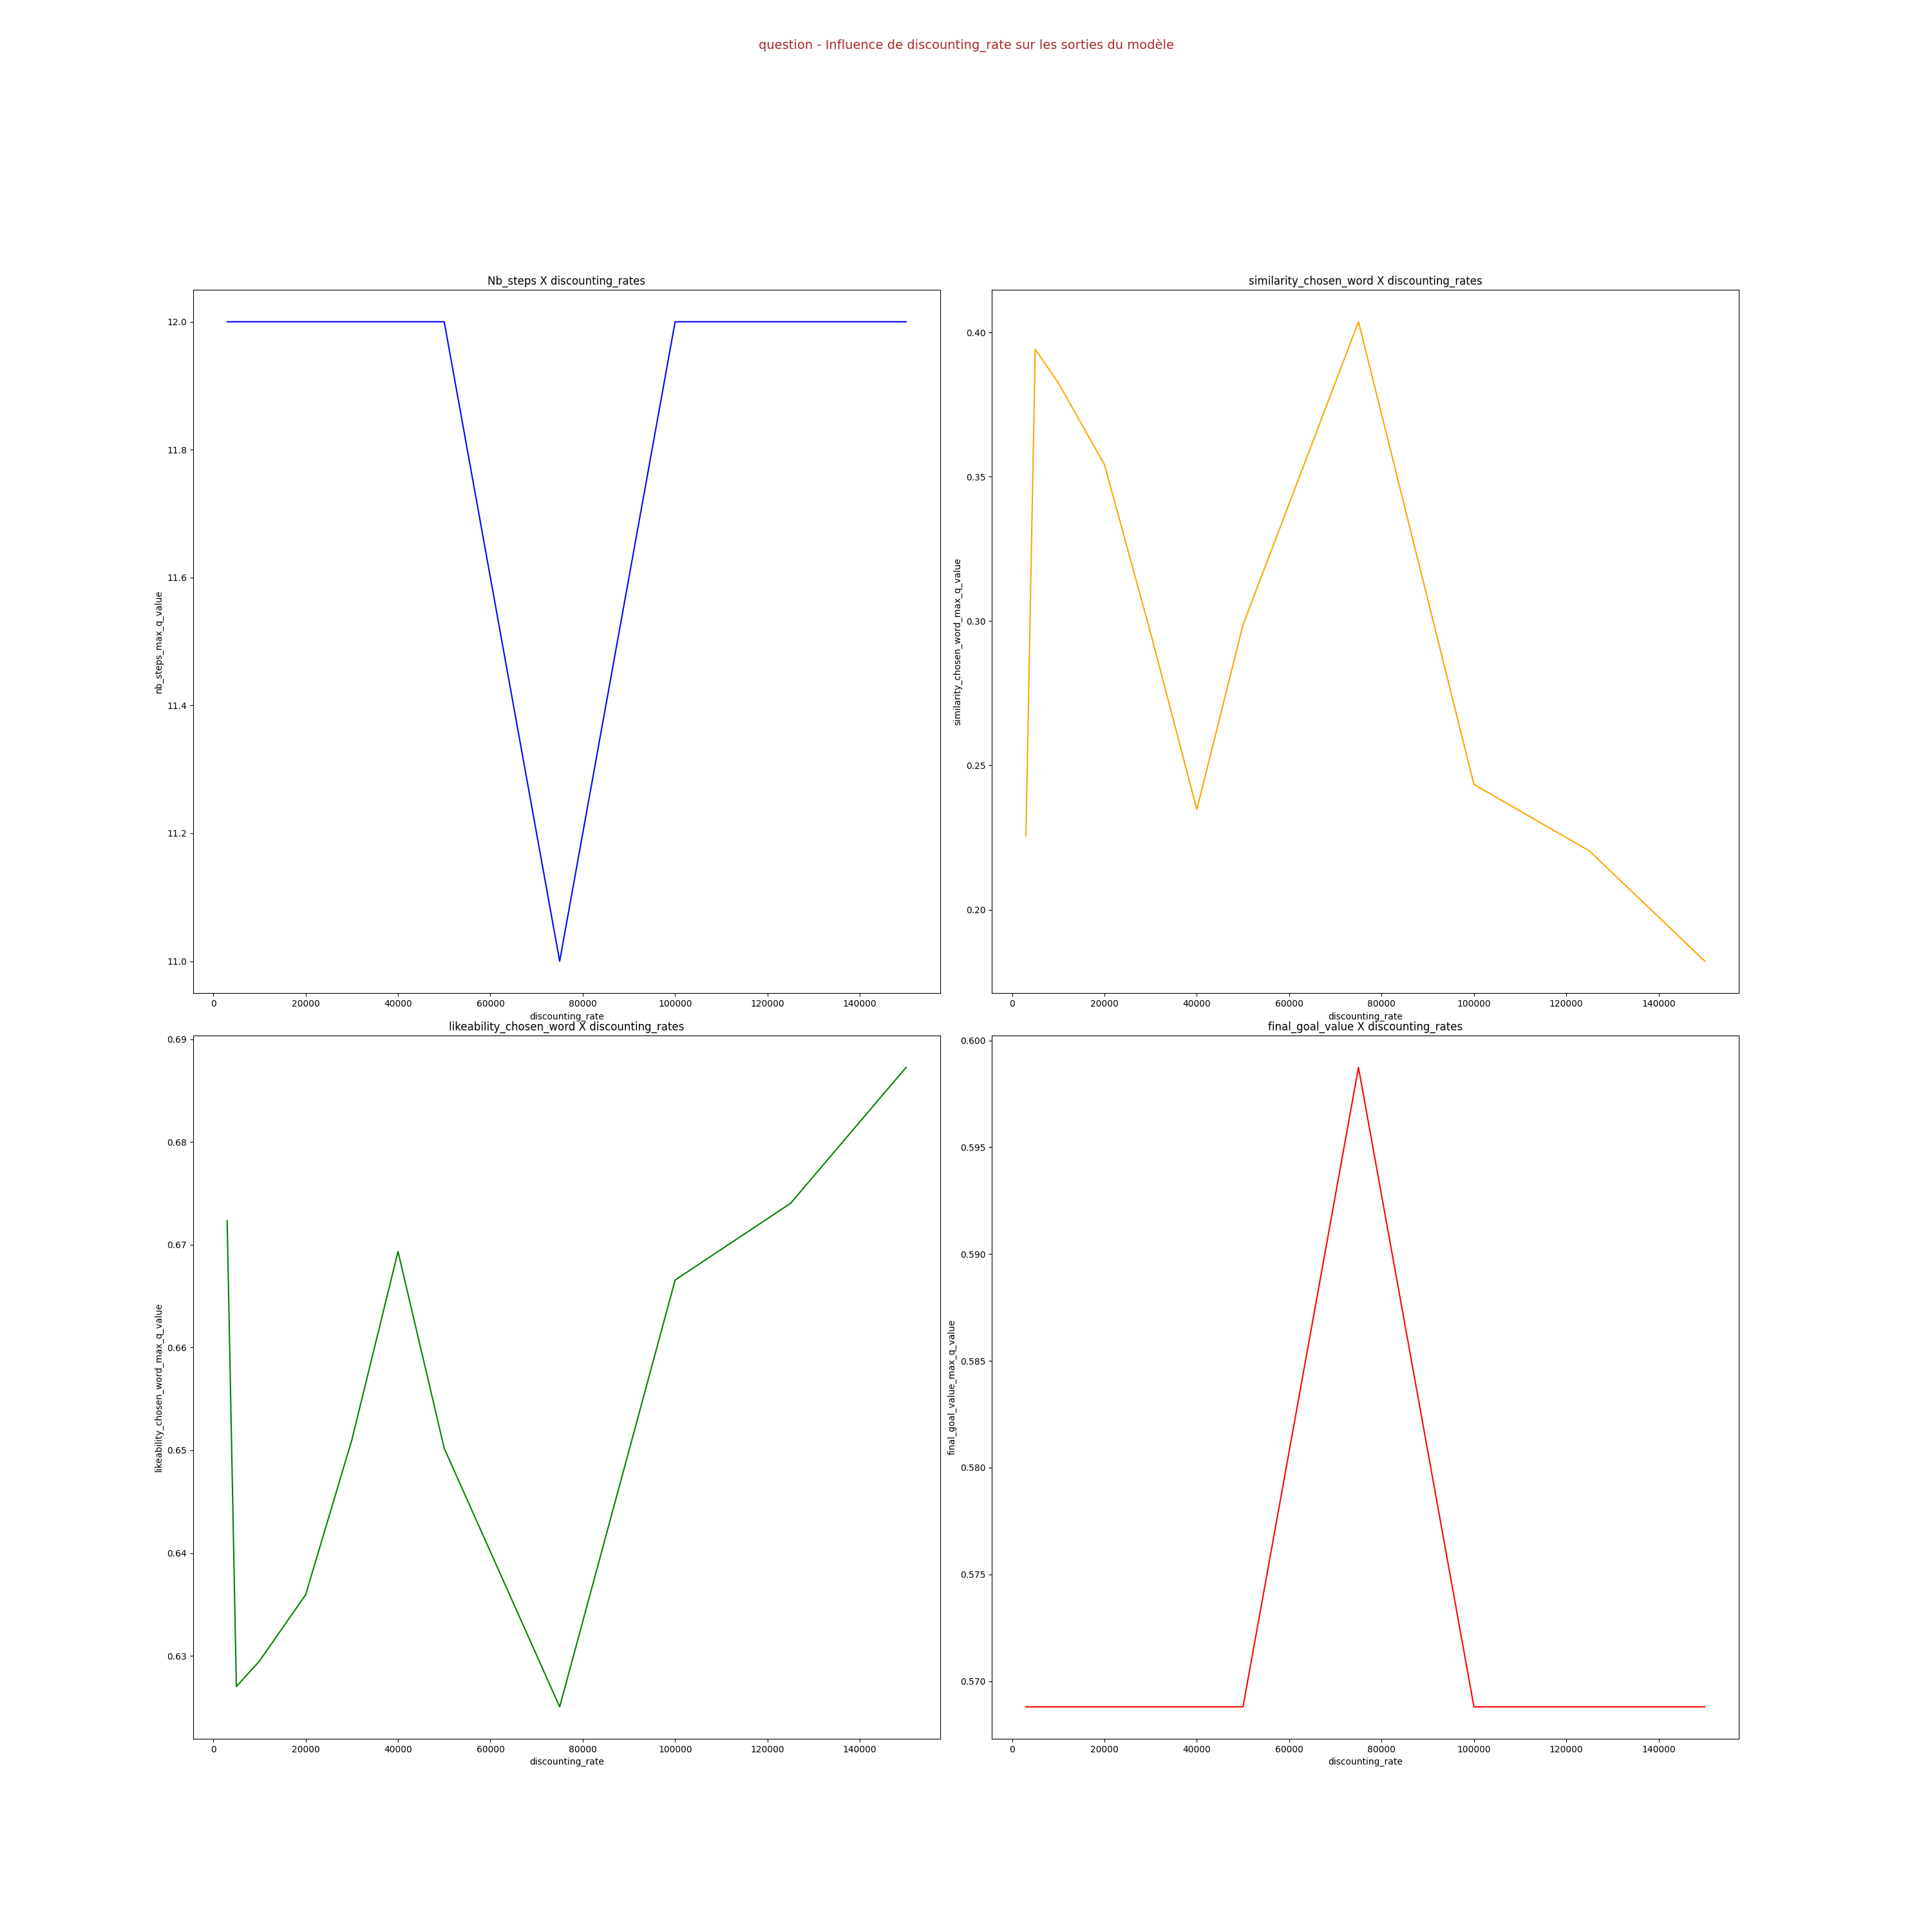 question - Influence de discounting_rate sur les sorties du modèle
Nb_steps X discounting_rates
12.0
11.8
11.6
11.4
11.2
11.0
nb_steps_max_q_value
0 20000 40000 60000 80000 100000 120000 140000
discounting_rate
similarity_chosen_word X discounting_rates
0.40
0.35
0.30
0.25
0.20
similarity_chosen_word_max_q_value
0 20000 40000 60000 80000 100000 120000 140000
discounting_rate
likeability_chosen_word X discounting_rates
0.69
0.68
0.67
0.66
0.65
0.64
0.63
likeability_chosen_word_max_q_value
0 20000 40000 60000 80000 100000 120000 140000
discounting_rate
final_goal_value X discounting_rates
0.600
0.595
0.590
0.585
0.580
0.575
0.570
final_goal_value_max_q_value
0 20000 40000 60000 80000 100000 120000 140000
discounting_rate